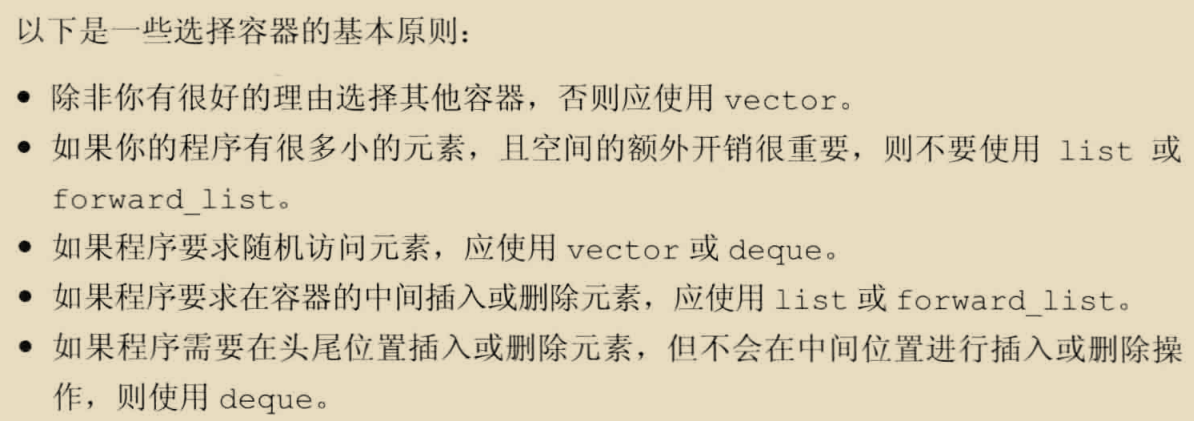 以下是一些选择容器的基本原则：
• 除非你有很好的理由选择其他容器，否则应使用 vector。
• 如果你的程序有很多小的元素，且空间的额外开销很重要，则不要使用 list 或
forward_list。
• 如果程序要求随机访问元素，应使用 vector 或 deque。
• 如果程序要求在容器的中间插入或删除元素，应使用 list 或 forward_list。
• 如果程序需要在头尾位置插入或删除元素，但不会在中间位置进行插入或删除操
作，则使用 deque。